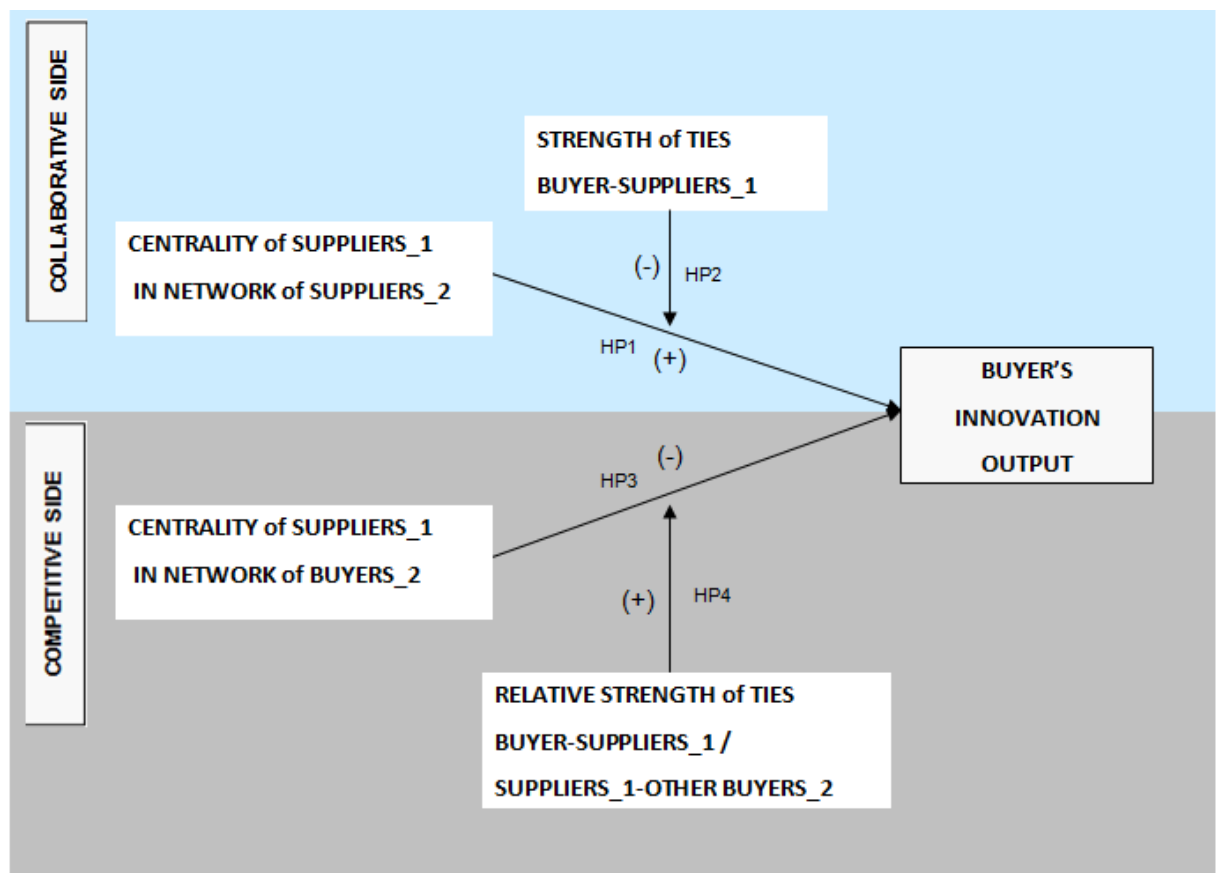 COLLABORATIVE SIDE
STRENGTH of TIES
BUYER-SUPPLIERS_1
CENTRALITY of SUPPLIERS_1
IN NETWORK of SUPPLIERS_2
(-)
HP2
HP1
(+)
BUYER'S
INNOVATION
OUTPUT
COMPETITIVE SIDE
(-)
HP3
CENTRALITY of SUPPLIERS_1
IN NETWORK of BUYERS_2
(+)
HP4
RELATIVE STRENGTH of TIES
BUYER-SUPPLIERS_1 /
SUPPLIERS_1-OTHER BUYERS_2